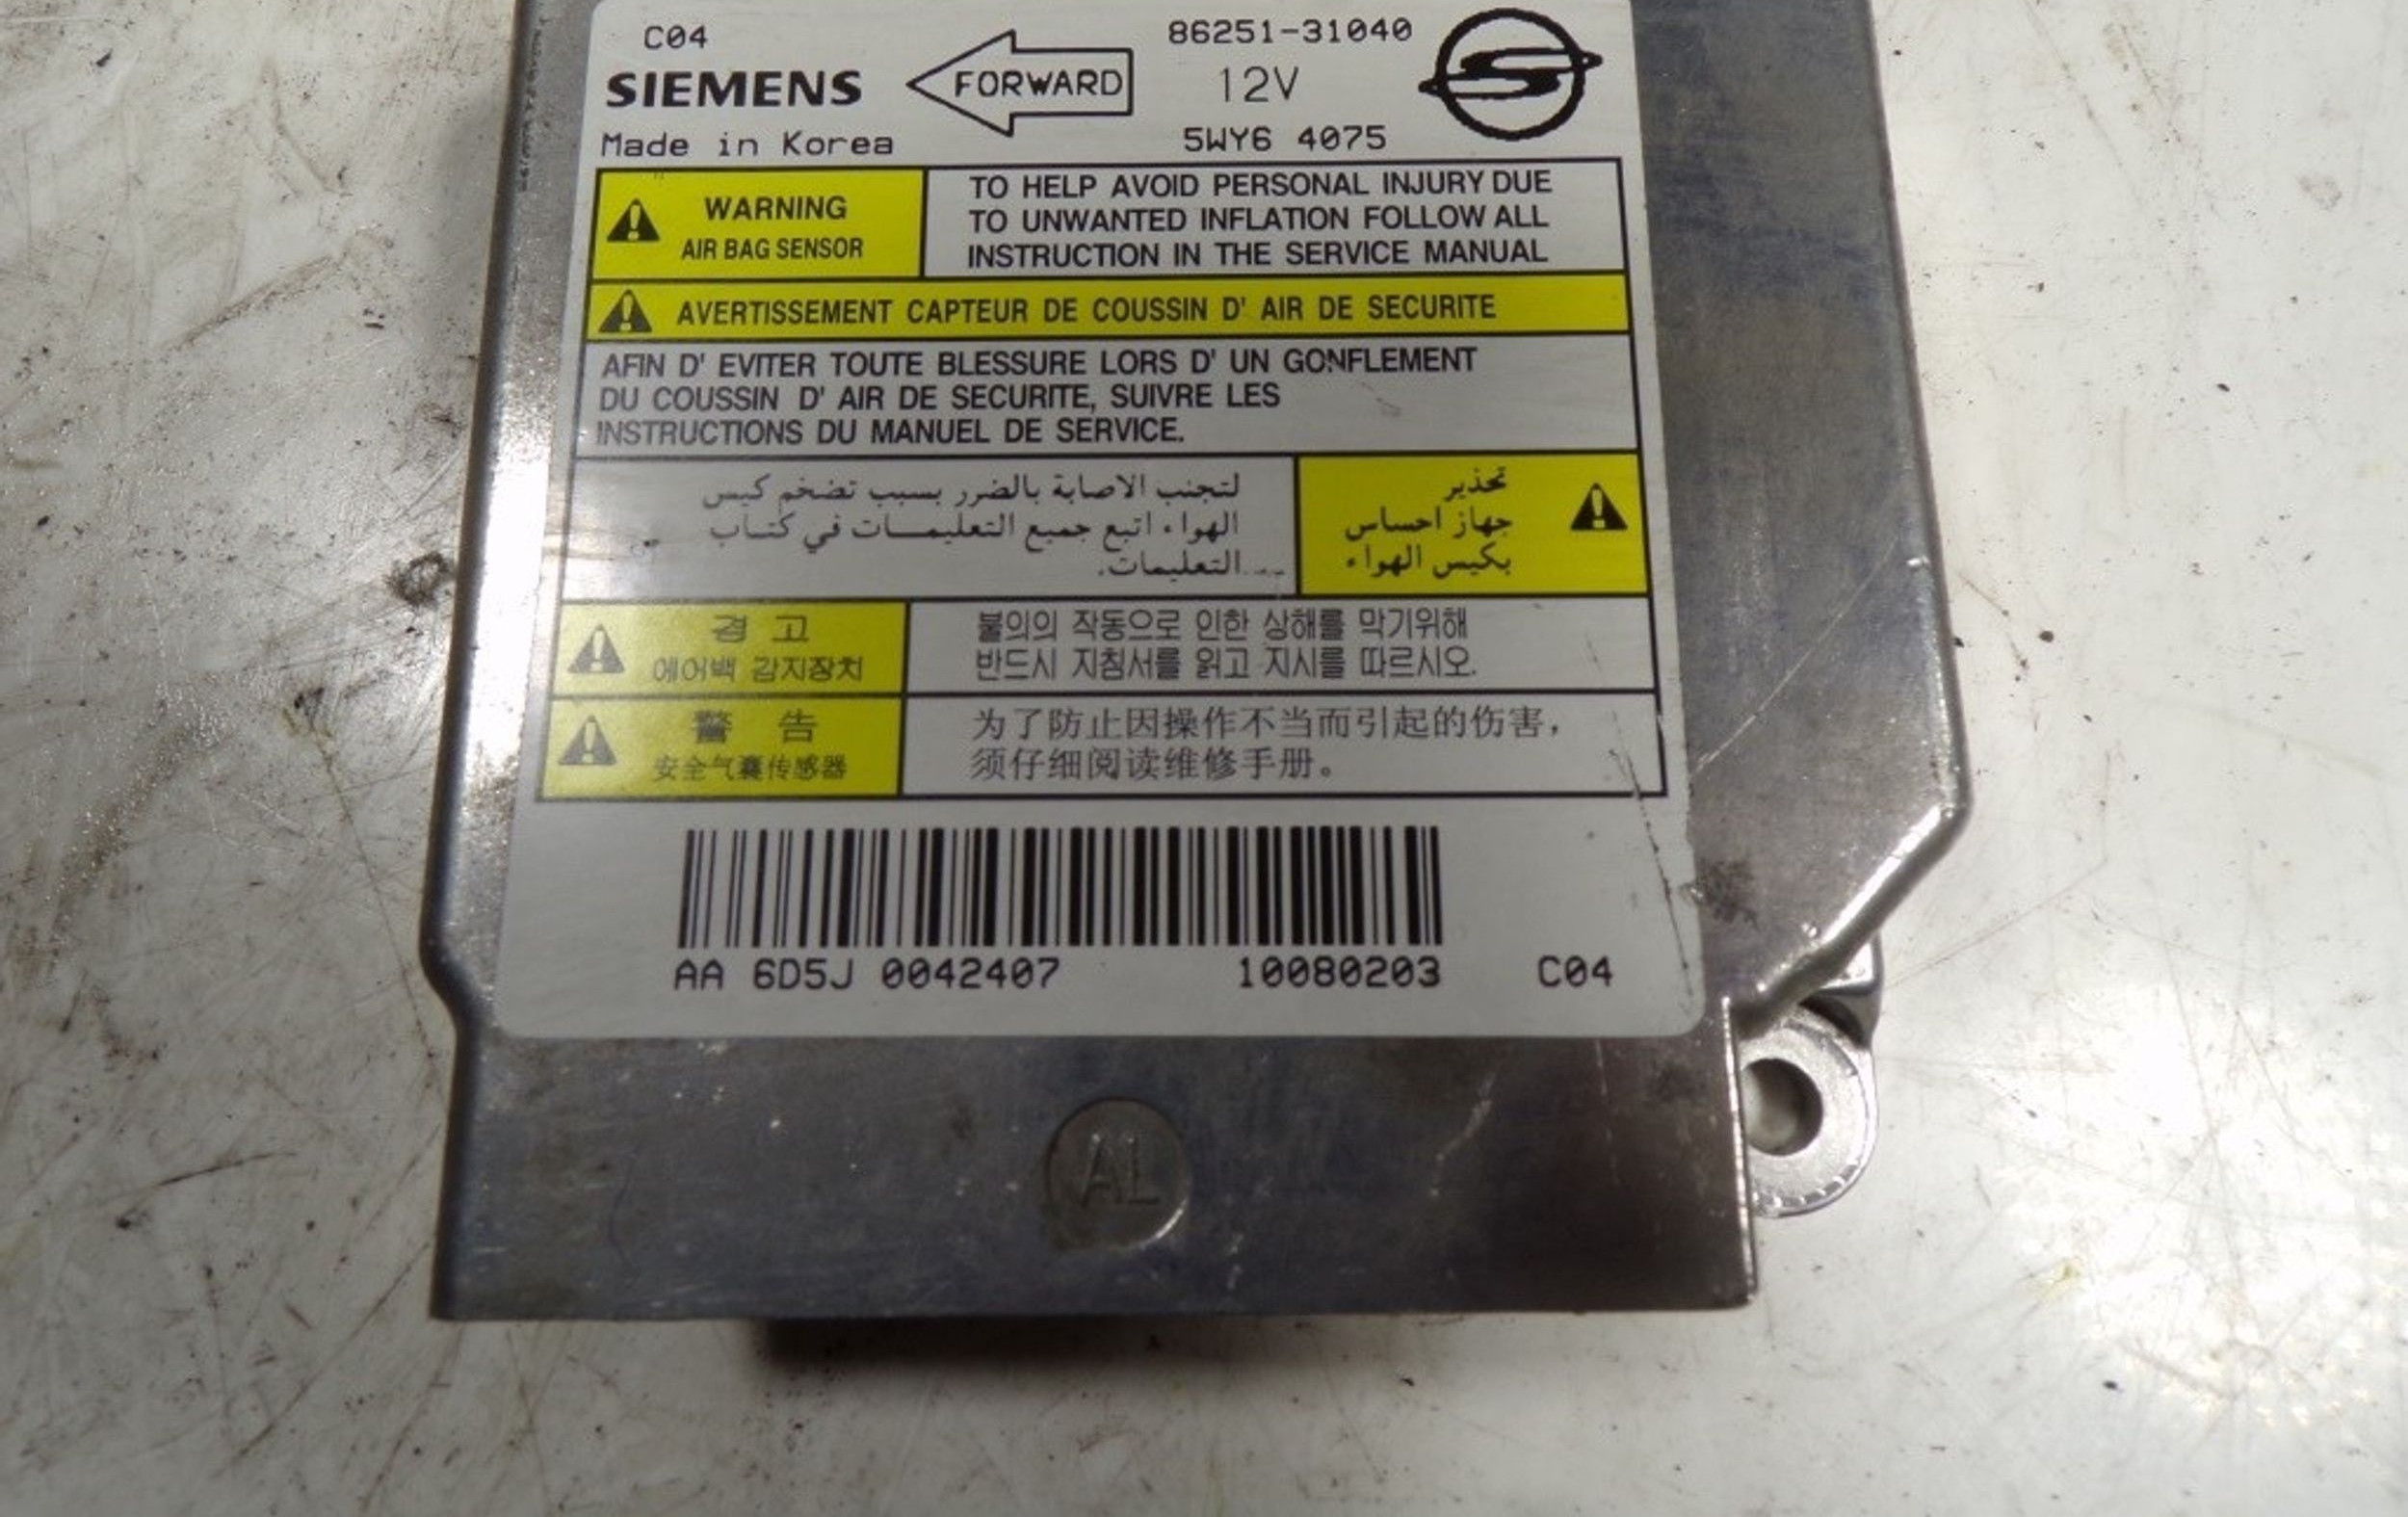 C04
SIEMENS
Made in Korea
FORWARD
86251-31040
12V
5WY6 4075
WARNING
AIR BAG SENSOR
TO HELP AVOID PERSONAL INJURY DUE
TO UNWANTED INFLATION FOLLOW ALL
INSTRUCTION IN THE SERVICE MANUAL
AVERTISSEMENT CAPTEUR DE COUSSIN D' AIR DE SECURITE
AFIN D' EVITER TOUTE BLESSURE LORS D' UN GONFLEMENT
DU COUSSIN D' AIR DE SECURITE, SUIVRE LES
INSTRUCTIONS DU MANUEL DE SERVICE.
تحذير
جهاز احساس
بكيس الهواء
لتجنب الاصابة بالضرر بسبب تضخم كيس
الهواء اتبع جميع التعليمـــات في كتـاب
التعليمات.
경 고
에어백 감지장치
불의의 작동으로 인한 상해를 막기위해
반드시 지침서를 읽고 지시를 따르시오.
警 告
安全气囊传感器
为了防止因操作不当而引起的伤害，
须仔细阅读维修手册。
AA 6D5J 0042407 10080203 C04
AL